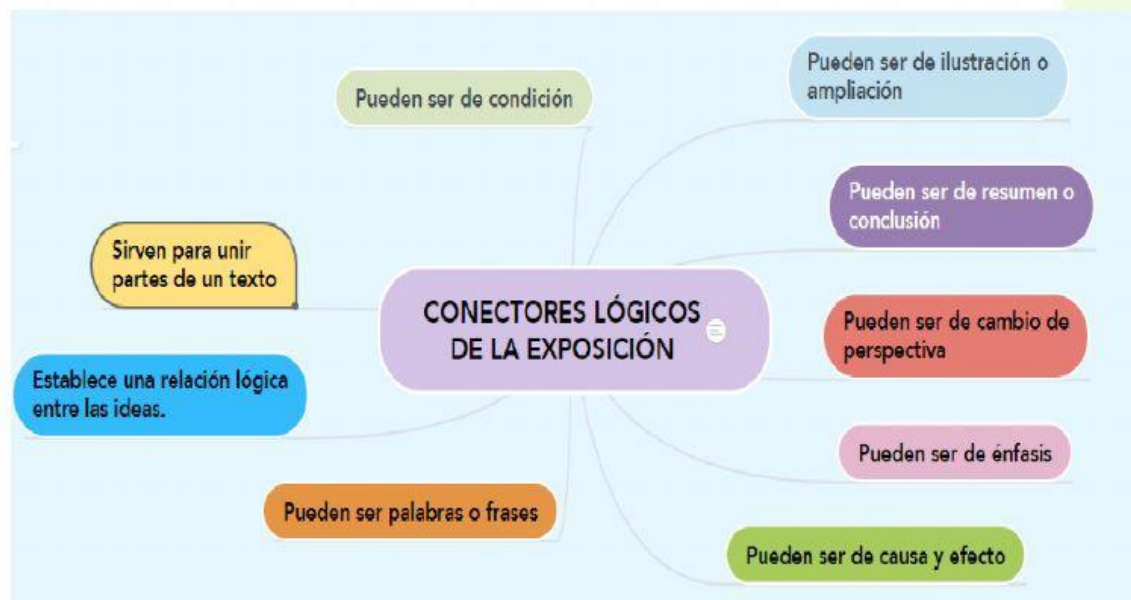 Pueden ser de condición
Pueden ser de ilustración o
ampliación
Pueden ser de resumen o
conclusión
Sirven para unir
partes de un texto
CONECTORES LÓGICOS
DE LA EXPOSICIÓN
Pueden ser de cambio de
perspectiva
Establece una relación lógica
entre las ideas.
Pueden ser de énfasis
Pueden ser palabras o frases
Pueden ser de causa y efecto